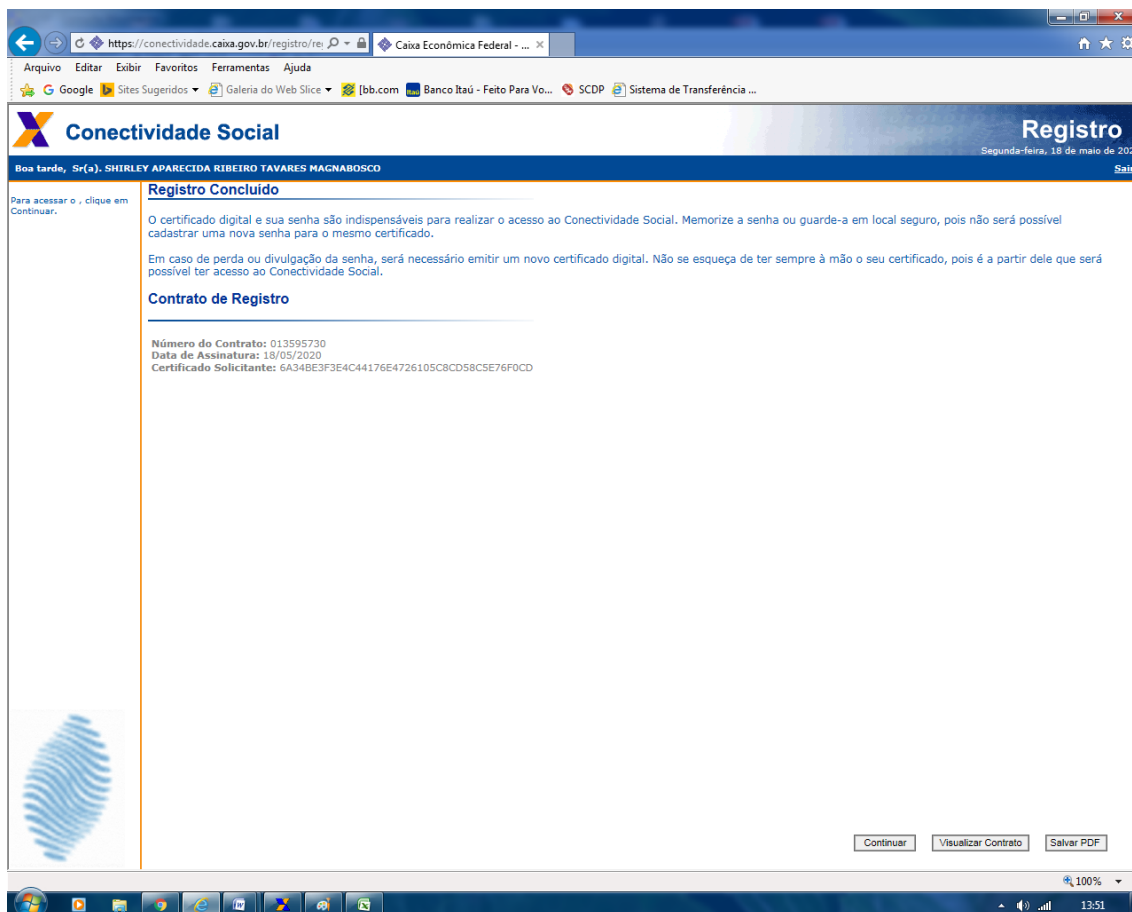 https://conectividade.caixa.gov.br/registro/re
Caixa Econômica Federal - ...
Arquivo Editar Exibir Favoritos Ferramentas Ajuda
Google Sites Sugeridos Galeria do Web Slice [bb.com Banco Itaú - Feito Para Vo... SCDP Sistema de Transferência ...
Conectividade Social
Registro
Segunda-feira, 18 de maio de 202
Boa tarde, Sr(a). SHIRLEY APARECIDA RIBEIRO TAVARES MAGNABOSCO
Sair
Para acessar o , clique em
Continuar.
Registro Concluído
O certificado digital e sua senha são indispensáveis para realizar o acesso ao Conectividade Social. Memorize a senha ou guarde-a em local seguro, pois não será possível
cadastrar uma nova senha para o mesmo certificado.
Em caso de perda ou divulgação da senha, será necessário emitir um novo certificado digital. Não se esqueça de ter sempre à mão o seu certificado, pois é a partir dele que será
possível ter acesso ao Conectividade Social.
Contrato de Registro
Número do Contrato: 013595730
Data de Assinatura: 18/05/2020
Certificado Solicitante: 6A34BE3F3E4C44176E4726105C8CD58C5E76F0CD
Continuar Visualizar Contrato Salvar PDF
100%
13:51